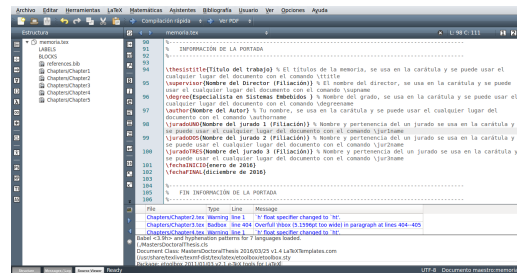 Archivo Editar Herramientas LaTeX Matemáticas Asistentes Bibliografía Usuario Ver Opciones Ayuda
Compilación rápida Ver PDF
Estructura L: 98 C: 111
memoria.tex
LABELS
BLOCKS
references.bib
Chapters/Chapter1
Chapters/Chapter2
Chapters/Chapter3
Chapters/Chapter4
Chapters/Chapter5
90 %----------
91 % INFORMACIÓN DE LA PORTADA
92 %----------
93
94 \thesistitle{Título del trabajo} % El títulos de la memoria, se usa en la carátula y se puede usar el
cualquier lugar del documento con el comando \ttitle
95 \supervisor{Nombre del Director (Filiación)} % El nombre del director, se usa en la carátula y se puede
usar el cualquier lugar del documento con el comando \supname
96 \degree{Especialista en Sistemas Embebidos } % Nombre del grado, se usa en la carátula y se puede usar el
cualquier lugar del documento con el comando \degreename
97 \author{Nombre del Autor} % Tu nombre, se usa en la carátula y se puede usar el cualquier lugar del
documento con el comando \authorname
98 \juradoUNO{Nombre del jurado 1 (Filiación)} % Nombre y pertenencia del un jurado se usa en la carátula y
se puede usar el cualquier lugar del documento con el comando \jur1name
99 \juradoDOS{Nombre del jurado 2 (Filiación)} % Nombre y pertenencia del un jurado se usa en la carátula y
se puede usar el cualquier lugar del documento con el comando \jur2name
100 \juradoTRES{Nombre del jurado 3 (Filiación)} % Nombre y pertenencia del un jurado se usa en la carátula y
se puede usar el cualquier lugar del documento con el comando \jur3name
101 \fechaINICIO{enero de 2016}
102 \fechaFINAL{diciembre de 2016}
103
104 %----------
105 % FIN INFORMACIÓN DE LA PORTADA
106 %----------
File Type Line Message
Chapters/Chapter2.tex Warning line 1 `h' float specifier changed to `ht'.
Chapters/Chapter3.tex Badbox line 404 Overfull \hbox (5.1596pt too wide) in paragraph at lines 404--405
Chapters/Chapter4.tex Warning line 1 `h' float specifier changed to `ht'.
Babel <3.9h> and hyphenation patterns for 7 languages loaded.
(./MastersDoctoralThesis.cls
Document Class: MastersDoctoralThesis 2016/03/25 v1.4 LaTeXTemplates.com
(/usr/share/texlive/texmf-dist/tex/latex/etoolbox/etoolbox.sty
Package: etoolbox 2011/01/03 v2.1 e-TeX tools for LaTeX
Ready UTF-8 Documento maestro:memoria